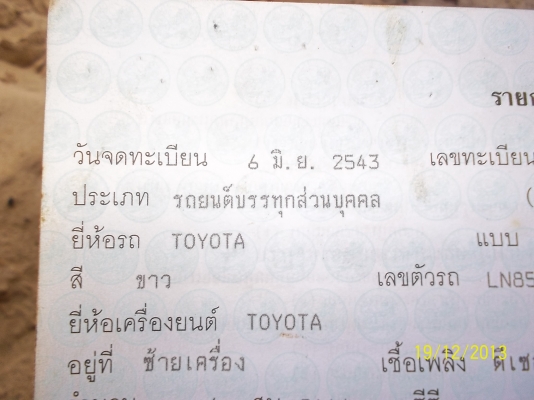 วันจดทะเบียน 6 มิ.ย. 2543 เลขทะเบียน
ประเภท รถยนต์บรรทุกส่วนบุคคล (
ยี่ห้อรถ TOYOTA แบบ
สี ขาว เลขตัวรถ LN85
ยี่ห้อเครื่องยนต์ TOYOTA
19/12/2013
อยู่ที่ ซ้ายเครื่อง เชื้อเพลิง